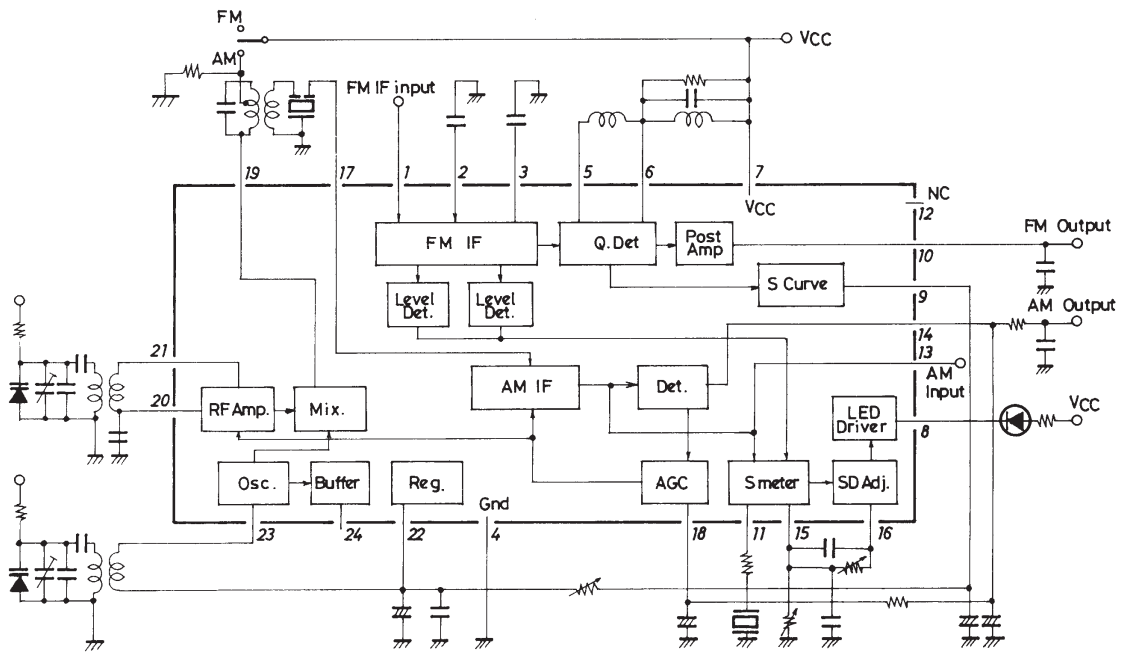 FM
VCC
AM
FM IF input
19
17
1
2
3
5
6
7
VCC
NC
12
FM IF
Q.Det
Post
Amp
FM Output
10
S Curve
9
Level
Det.
Level
Det.
AM Output
14
13
AM
Input
21
20
RF Amp.
Mix.
AM IF
Det.
LED
Driver
VCC
8
Osc.
Buffer
Reg.
Gnd
AGC
S meter
SD Adj.
23
24
22
4
18
11
15
16